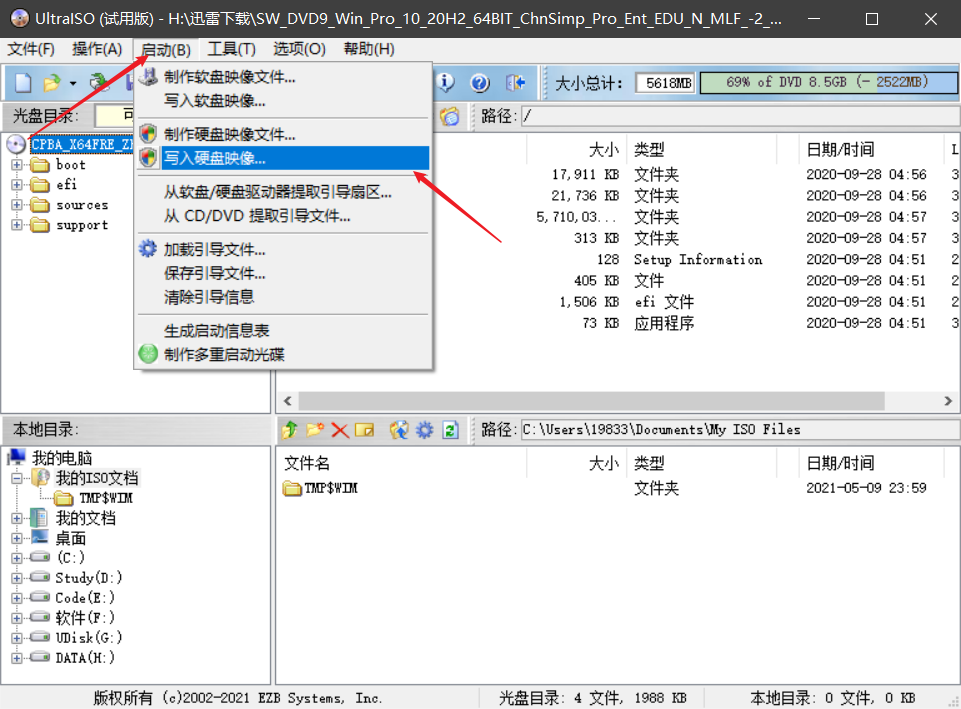 UltraISO (试用版) - H:\迅雷下载\SW_DVD9_Win_Pro_10_20H2_64BIT_ChnSimp_Pro_Ent_EDU_N_MLF_-2_...
文件(F) 操作(A) 启动(B) 工具(T) 选项(O) 帮助(H)
大小总计: 5618MB 69% of DVD 8.5GB (- 2522MB)
光盘目录: 可
路径: /
CPBA_X64FRE_Z
boot
efi
sources
support
制作软盘映像文件...
写入软盘映像...
制作硬盘映像文件...
写入硬盘映像...
从软盘/硬盘驱动器提取引导扇区...
从 CD/DVD 提取引导文件...
加载引导文件...
保存引导文件...
清除引导信息
生成启动信息表
制作多重启动光碟
大小 类型 日期/时间 L
17,911 KB 文件夹 2020-09-28 04:56 3
21,736 KB 文件夹 2020-09-28 04:56 3
5,710,03... 文件夹 2020-09-28 04:57 3
313 KB 文件夹 2020-09-28 04:57 3
128 Setup Information 2020-09-28 04:51 2
405 KB 文件 2020-09-28 04:51 2
1,506 KB efi 文件 2020-09-28 04:51 2
73 KB 应用程序 2020-09-28 04:51 3
本地目录:
路径: C:\Users\19833\Documents\My ISO Files
我的电脑
我的ISO文档
TMP$WIM
我的文档
桌面
(C:)
Study(D:)
Code(E:)
软件(F:)
UDisk(G:)
DATA(H:)
文件名 大小 类型 日期/时间
TMP$WIM 文件夹 2021-05-09 23:59
版权所有 (c)2002-2021 EZB Systems, Inc.
光盘目录: 4 文件, 1988 KB
本地目录: 0 文件, 0 KB